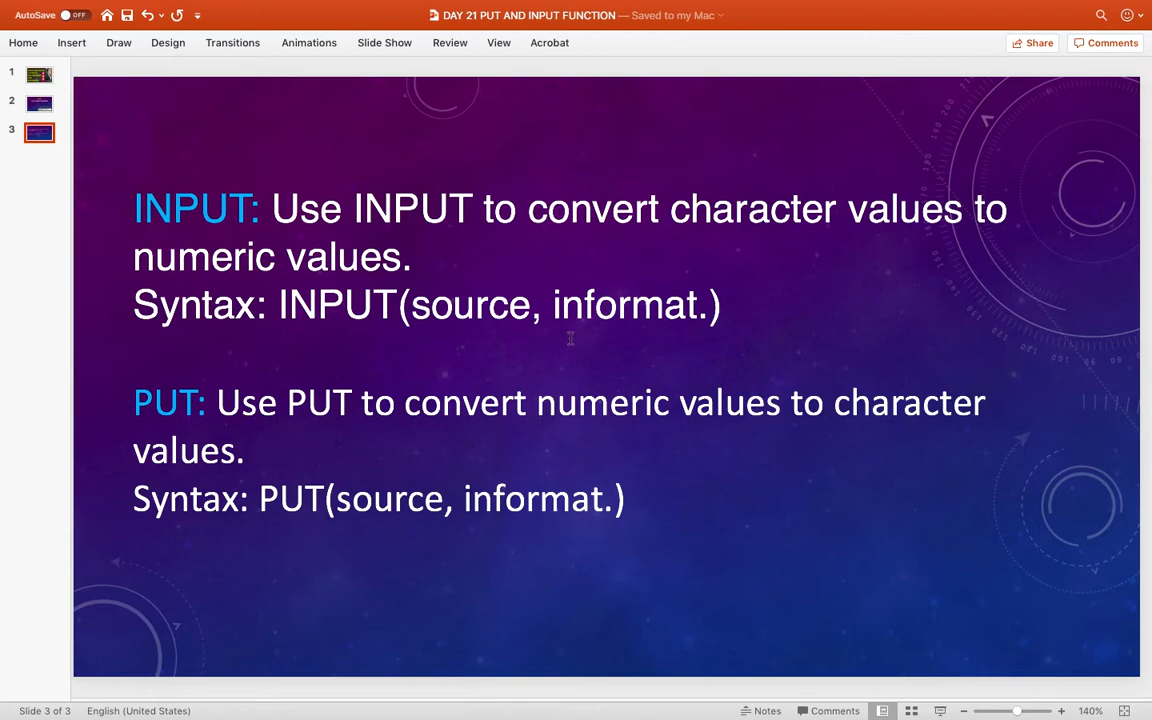 AutoSave OFF DAY 21 PUT AND INPUT FUNCTION — Saved to my Mac
Home Insert Draw Design Transitions Animations Slide Show Review View Acrobat Share Comments
1
2
3
INPUT: Use INPUT to convert character values to
numeric values.
Syntax: INPUT(source, informat.)
PUT: Use PUT to convert numeric values to character
values.
Syntax: PUT(source, informat.)
Slide 3 of 3 English (United States) Notes Comments 140%